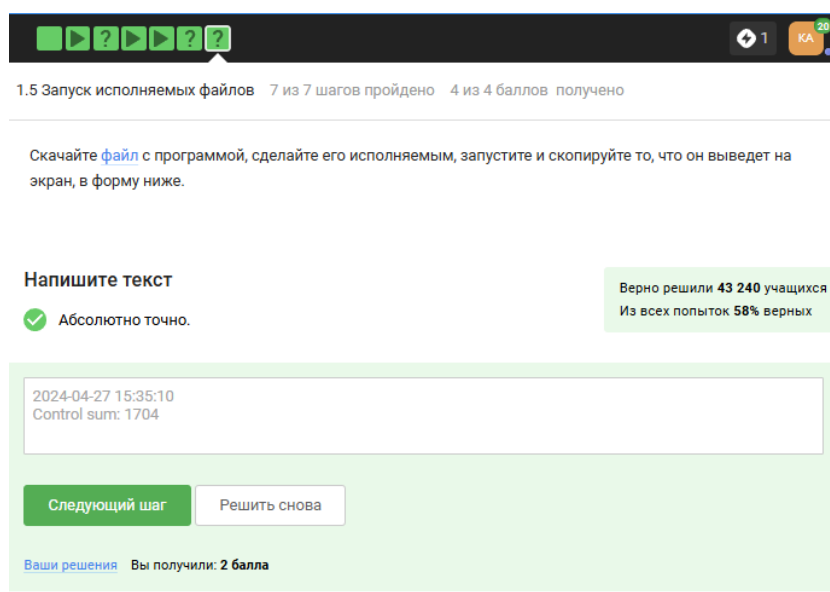 ? ? ?
1
KA
20
1.5 Запуск исполняемых файлов 7 из 7 шагов пройдено 4 из 4 баллов получено
Скачайте файл с программой, сделайте его исполняемым, запустите и скопируйте то, что он выведет на
экран, в форму ниже.
Напишите текст
Абсолютно точно.
Верно решили 43 240 учащихся
Из всех попыток 58% верных
2024-04-27 15:35:10
Control sum: 1704
Следующий шаг
Решить снова
Ваши решения Вы получили: 2 балла